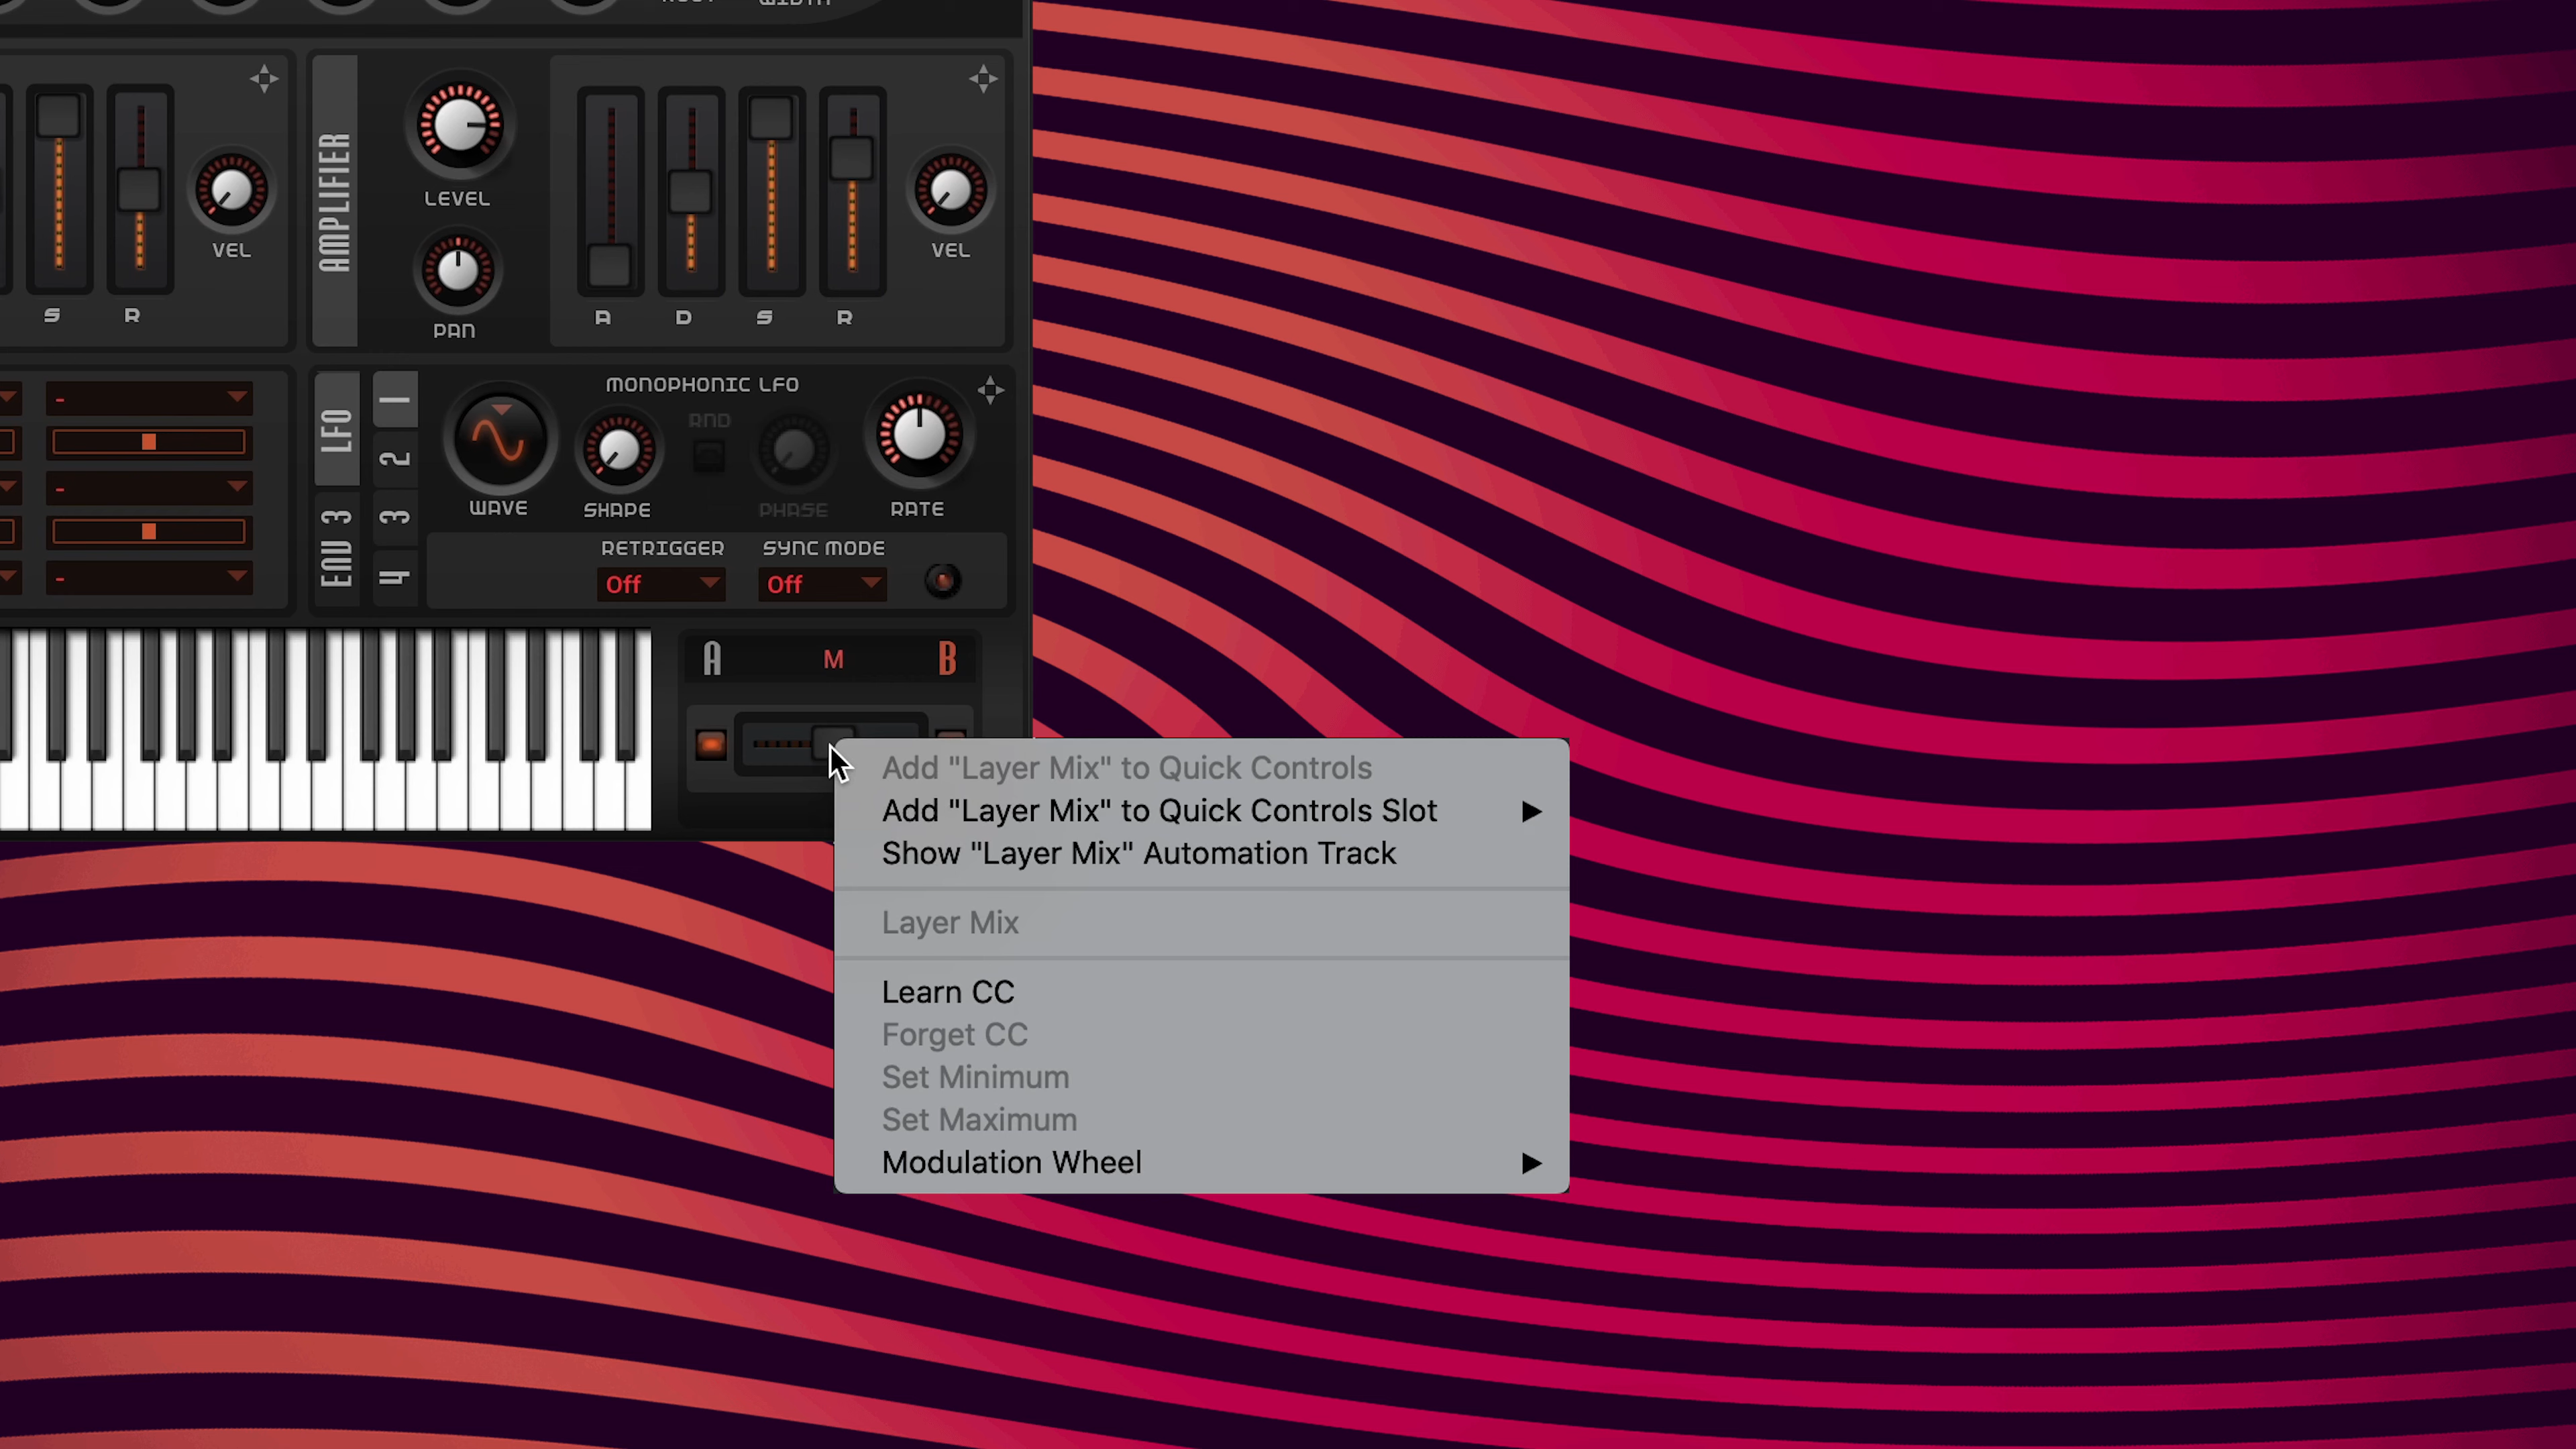 WIDTH
AMPLIFIER
LEVEL
PAN
VEL
S R
A D S R
VEL
LFO
ENV 3
1
2
3
4
MONOPHONIC LFO
RND
WAVE
SHAPE
PHASE
RATE
RETRIGGER
SYNC MODE
Off
Off
-
-
-
A M B
Add "Layer Mix" to Quick Controls
Add "Layer Mix" to Quick Controls Slot
Show "Layer Mix" Automation Track
Layer Mix
Learn CC
Forget CC
Set Minimum
Set Maximum
Modulation Wheel